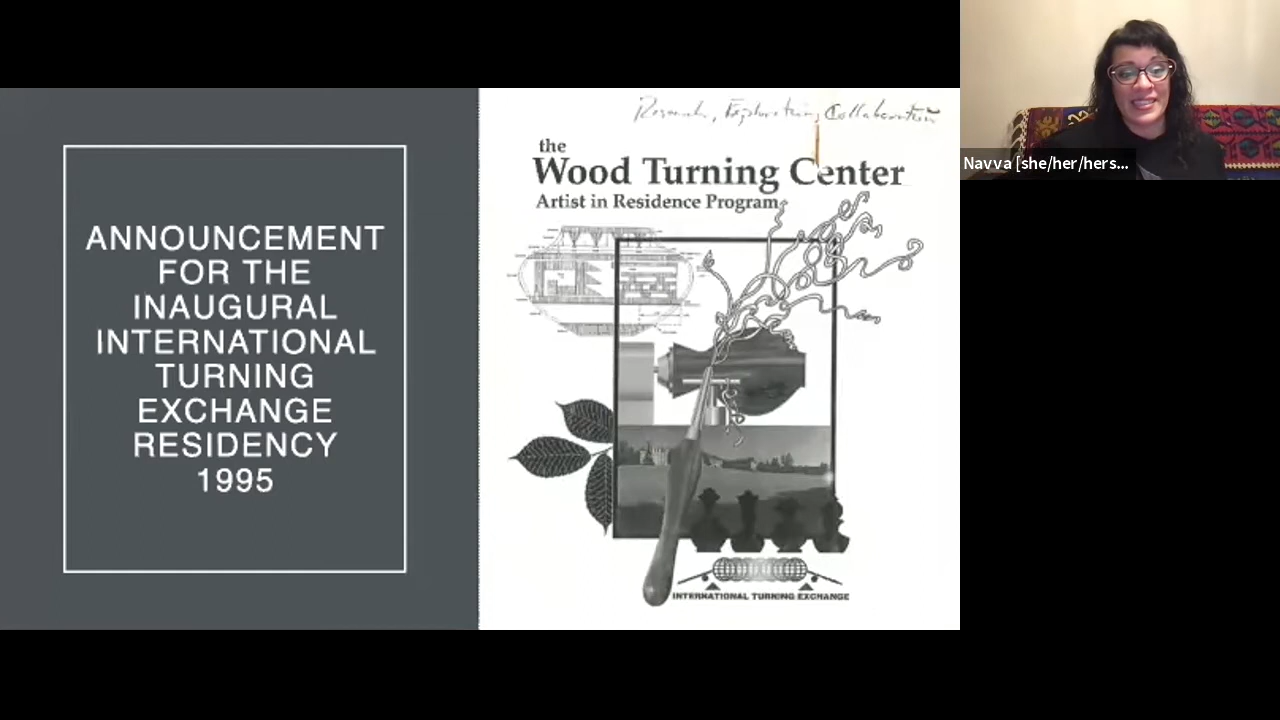 ANNOUNCEMENT
FOR THE
INAUGURAL
INTERNATIONAL
TURNING
EXCHANGE
RESIDENCY
1995
Research, Exploration, Collaboration
the
Wood Turning Center
Artist in Residence Program
INTERNATIONAL TURNING EXCHANGE
Navva [she/her/hers...